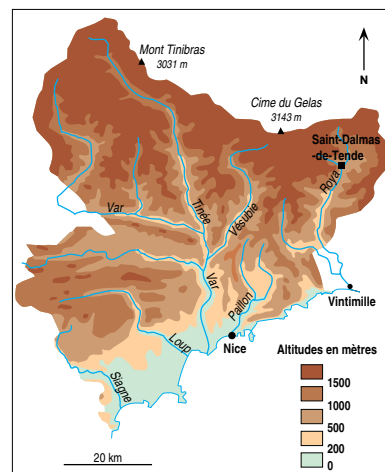 Mont Tinibras
3031 m
N
Cime du Gelas
3143 m
Saint-Dalmas
-de-Tende
Roya
Var
Tinée
Vésubie
Var
Paillon
Vintimille
Loup
Nice
Siagne
Altitudes en mètres
1500
1000
500
200
0
20 km